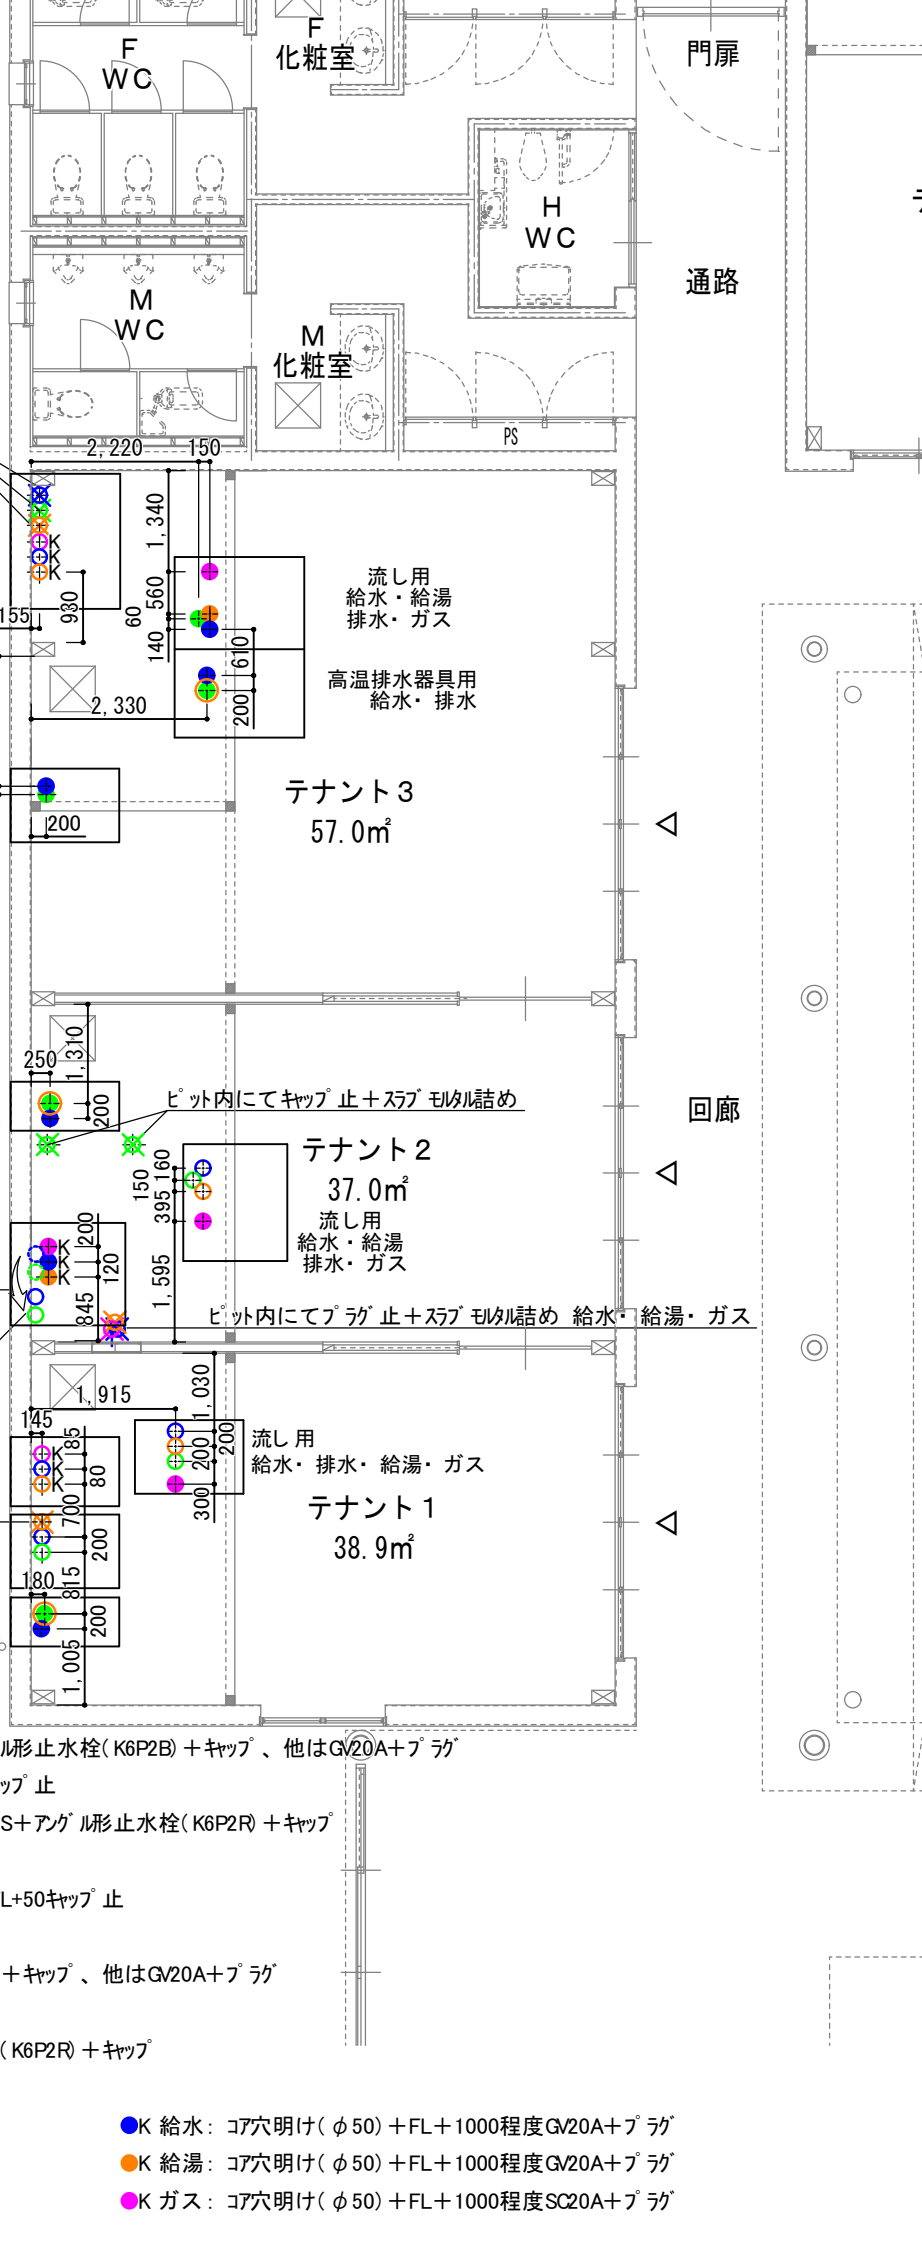 F
WC
F
化粧室
門扉
H
WC
通路
M
WC
M
化粧室
PS
2,220
150
1,340
560
60
140
930
155
K
K
K
流し用
給水・給湯
排水・ガス
610
200
高温排水器具用
給水・排水
2,330
テナント3
57.0㎡
200
1,310
250
200
ピット内にてキャップ止+スラブモルタル詰め
テナント2
37.0㎡
160
150
395
1,595
流し用
給水・給湯
排水・ガス
回廊
200
120
845
K
K
K
ピット内にてプラグ止+スラブモルタル詰め 給水・給湯・ガス
1,915
1,030
200
200
300
流し用
給水・排水・給湯・ガス
145
85
80
700
200
815
180
200
1,005
K
K
K
テナント1
38.9㎡
ル形止水栓(K6P2B)+キャップ、他はGV20A+プラグ
ップ止
S+アングル形止水栓(K6P2R)+キャップ
L+50キャップ止
+キャップ、他はGV20A+プラグ
(K6P2R)+キャップ
K 給水: コア穴明け(φ50)+FL+1000程度GV20A+プラグ
K 給湯: コア穴明け(φ50)+FL+1000程度GV20A+プラグ
K ガス: コア穴明け(φ50)+FL+1000程度SC20A+プラグ